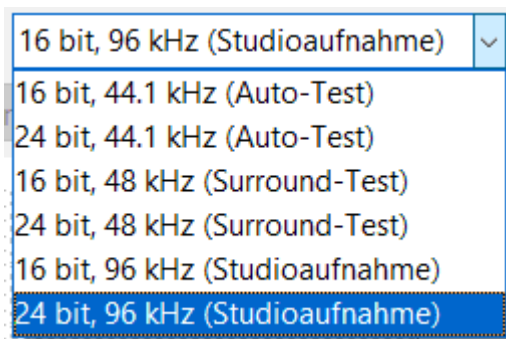 16 bit, 96 kHz (Studioaufnahme)
16 bit, 44.1 kHz (Auto-Test)
24 bit, 44.1 kHz (Auto-Test)
16 bit, 48 kHz (Surround-Test)
24 bit, 48 kHz (Surround-Test)
16 bit, 96 kHz (Studioaufnahme)
24 bit, 96 kHz (Studioaufnahme)